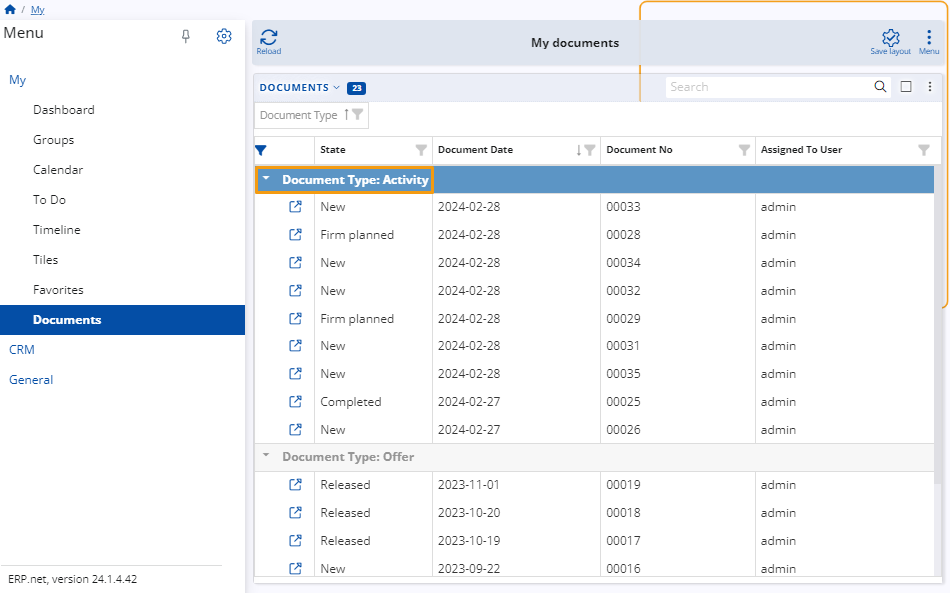 / My
Menu
My
Dashboard
Groups
Calendar
To Do
Timeline
Tiles
Favorites
Documents
CRM
General
ERP.net, version 24.1.4.42
Reload
My documents
Save layout
Menu
DOCUMENTS 23
Search
Document Type
State Document Date Document No Assigned To User
Document Type: Activity
New 2024-02-28 00033 admin
Firm planned 2024-02-28 00028 admin
New 2024-02-28 00034 admin
New 2024-02-28 00032 admin
Firm planned 2024-02-28 00029 admin
New 2024-02-28 00031 admin
New 2024-02-28 00035 admin
Completed 2024-02-27 00025 admin
New 2024-02-27 00026 admin
Document Type: Offer
Released 2023-11-01 00019 admin
Released 2023-10-20 00018 admin
Released 2023-10-19 00017 admin
New 2023-09-22 00016 admin